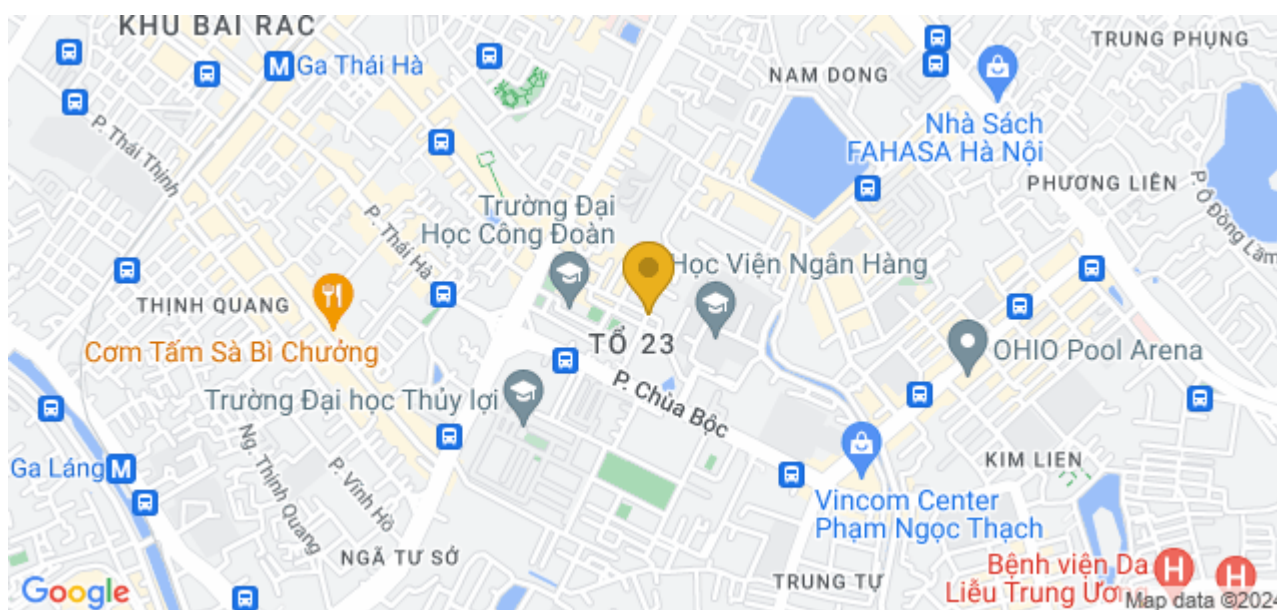 KHU BÃI RÁC
Ga Thái Hà
TRUNG PHỤNG
NAM DONG
P. Thái Thịnh
Nhà Sách
FAHASA Hà Nội
PHƯƠNG LIÊN
P. Ô Đồng Lầm
Trường Đại
Học Công Đoàn
P. Thái Hà
Học Viện Ngân Hàng
THỊNH QUANG
TỔ 23
Cơm Tấm Sà Bì Chưởng
OHIO Pool Arena
Trường Đại học Thủy lợi
P. Chùa Bộc
Ga Láng
Ng. Thịnh Quang
P. Vĩnh Hồ
KIM LIEN
Vincom Center
Phạm Ngọc Thạch
NGÃ TƯ SỞ
TRUNG TỰ
Bệnh viện Da
Liễu Trung Ươ
Google
Map data ©2024